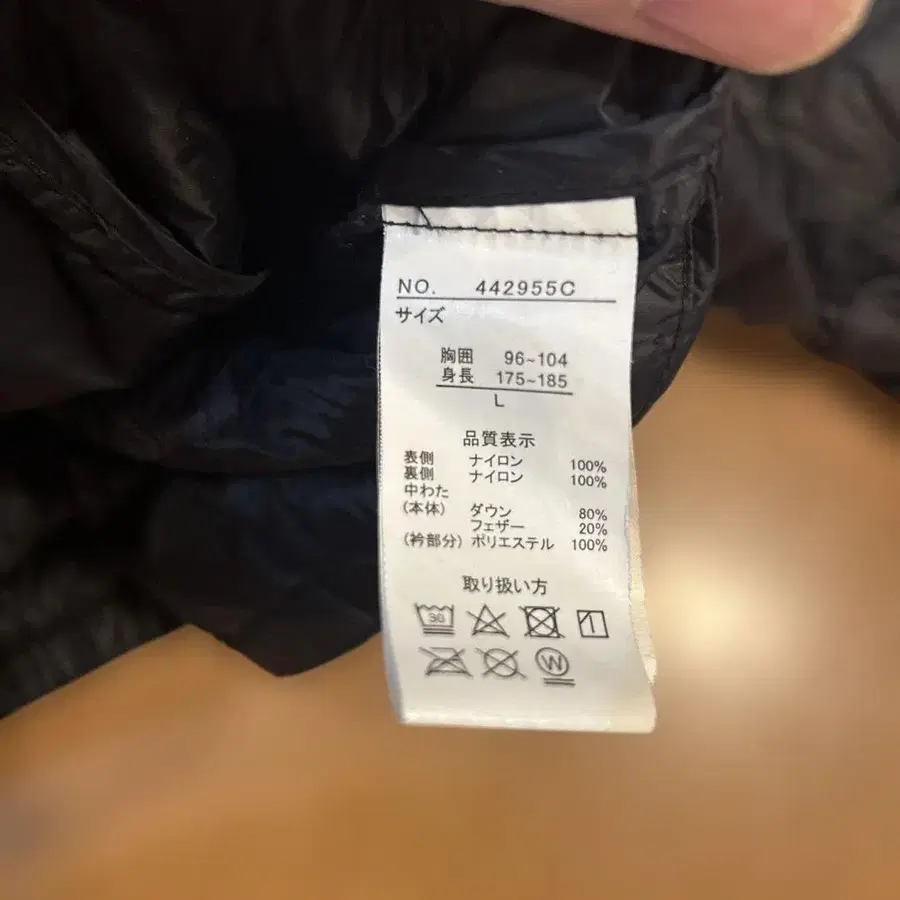 NO. 442955C
サイズ
胸囲 96~104
身長 175~185
L
品質表示
表側 ナイロン 100%
裏側 ナイロン 100%
中わた
(本体) ダウン 80%
フェザー 20%
(衿部分) ポリエステル 100%
取り扱い方
30
W